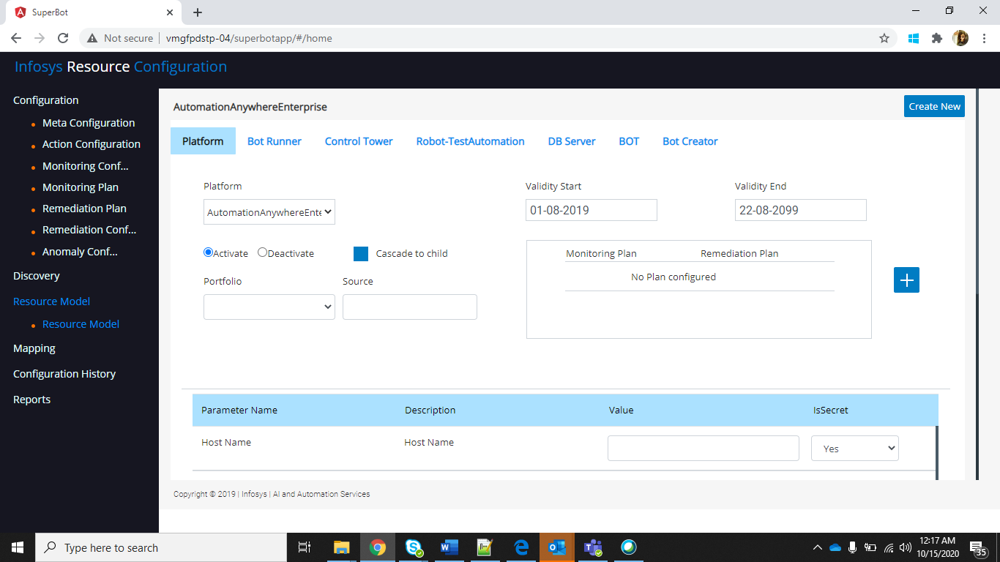 SuperBot
Not secure
vmgfpdstp-04/superbotapp/#/home
Infosys Resource Configuration
Configuration
Meta Configuration
Action Configuration
Monitoring Conf...
Monitoring Plan
Remediation Plan
Remediation Conf...
Anomaly Conf...
Discovery
Resource Model
Resource Model
Mapping
Configuration History
Reports
AutomationAnywhereEnterprise
Create New
Platform Bot Runner Control Tower Robot-TestAutomation DB Server BOT Bot Creator
Platform Validity Start Validity End
AutomationAnywhereEnte 01-08-2019 22-08-2099
Activate Deactivate Cascade to child
Monitoring Plan Remediation Plan
No Plan configured
Portfolio Source
Parameter Name Description Value IsSecret
Host Name Host Name Yes
Copyright © 2019 | Infosys | AI and Automation Services
Type here to search
12:17 AM
10/15/2020
35